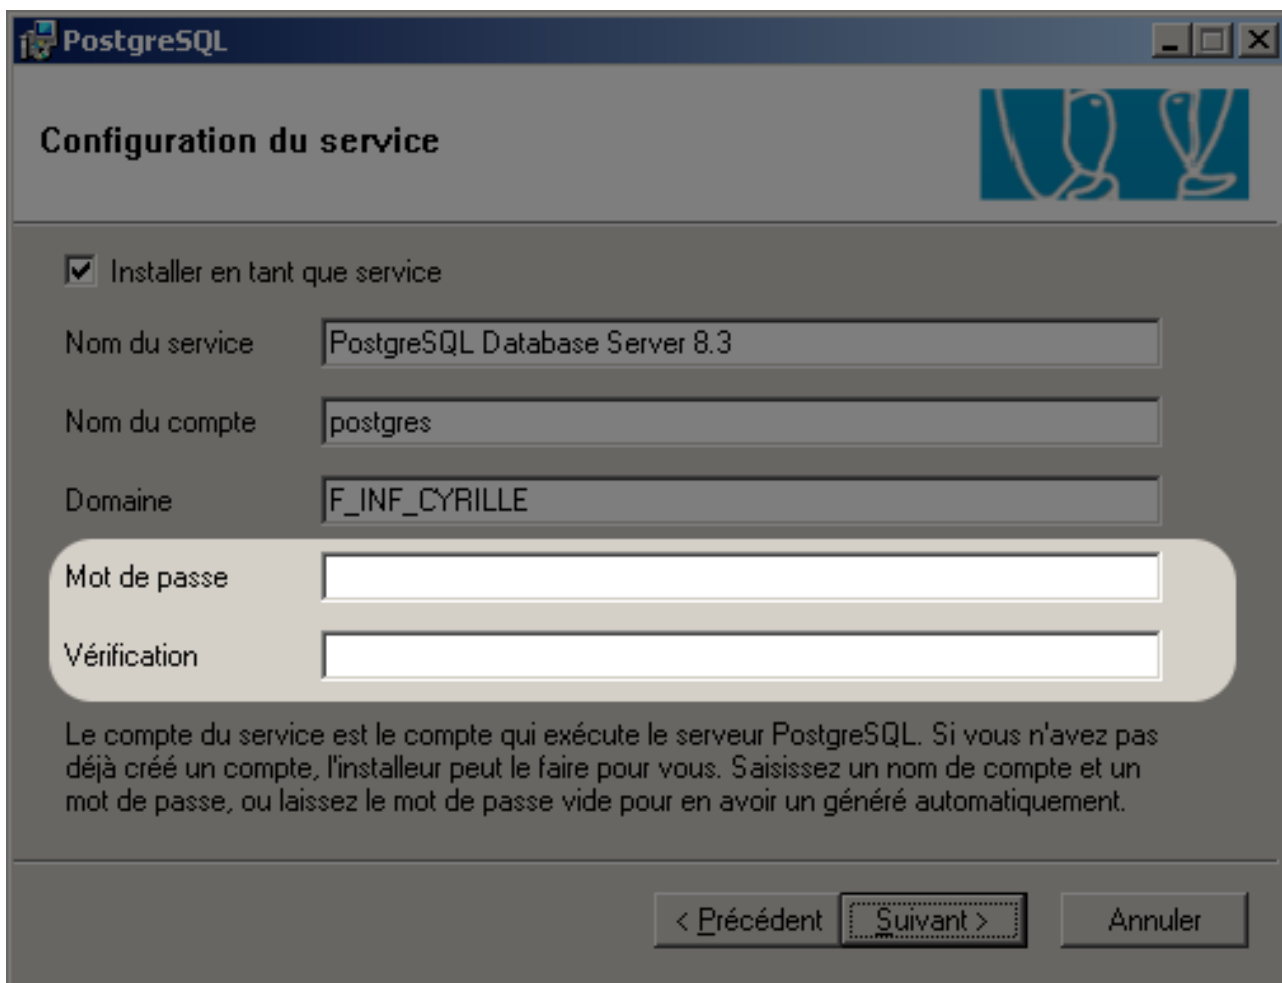 PostgreSQL
Configuration du service
Installer en tant que service
Nom du service PostgreSQL Database Server 8.3
Nom du compte postgres
Domaine F_INF_CYRILLE
Mot de passe
Vérification
Le compte du service est le compte qui exécute le serveur PostgreSQL. Si vous n'avez pas
déjà créé un compte, l'installeur peut le faire pour vous. Saisissez un nom de compte et un
mot de passe, ou laissez le mot de passe vide pour en avoir un généré automatiquement.
< Précédent Suivant > Annuler